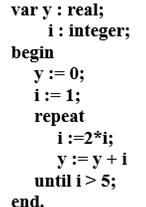 var y : real;
i : integer;
begin
y := 0;
i := 1;
repeat
i :=2*i;
y := y + i
until i > 5;
end.